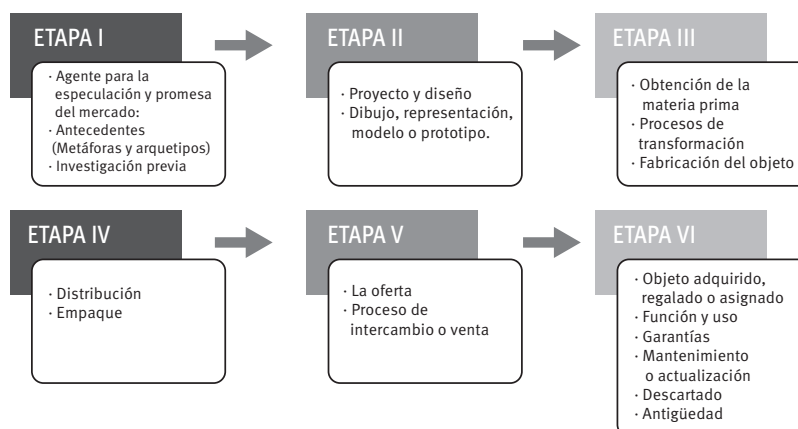 ETAPA I
· Agente para la
especulación y promesa
del mercado:
· Antecedentes
(Metáforas y arquetipos)
· Investigación previa
ETAPA II
· Proyecto y diseño
· Dibujo, representación,
modelo o prototipo.
ETAPA III
· Obtención de la
materia prima
· Procesos de
transformación
· Fabricación del objeto
ETAPA IV
· Distribución
· Empaque
ETAPA V
· La oferta
· Proceso de
intercambio o venta
ETAPA VI
· Objeto adquirido,
regalado o asignado
· Función y uso
· Garantías
· Mantenimiento
o actualización
· Descartado
· Antigüedad